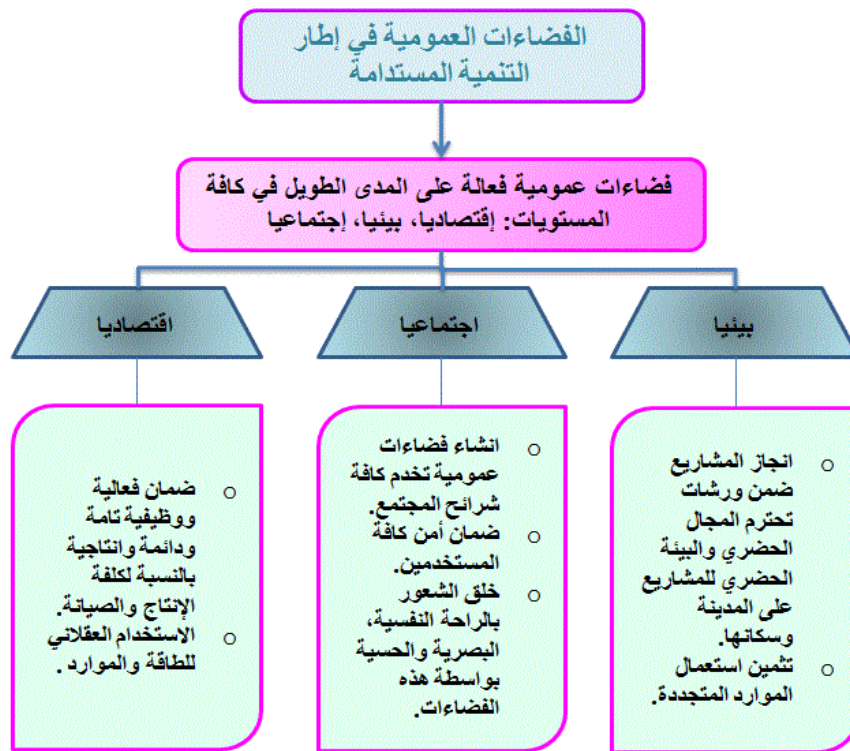 الفضاءات العمومية في إطار
التنمية المستدامة
فضاءات عمومية فعالة على المدى الطويل في كافة
المستويات: إقتصاديا، بيئيا، إجتماعيا
بيئيا
اجتماعيا
اقتصاديا
○ انجاز المشاريع
ضمن ورشات
تحترم المجال
الحضري والبيئة
الحضري للمشاريع
على المدينة
وسكانها.
○ تثمين استعمال
الموارد المتجددة.
○ انشاء فضاءات
عمومية تخدم كافة
شرائح المجتمع.
○ ضمان أمن كافة
المستخدمين.
○ خلق الشعور
بالراحة النفسية،
البصرية والحسية
بواسطة هذه
الفضاءات.
○ ضمان فعالية
ووظيفية تامة
ودائمة وانتاجية
بالنسبة لكلفة
الإنتاج والصيانة.
○ الاستخدام العقلاني
للطاقة والموارد .